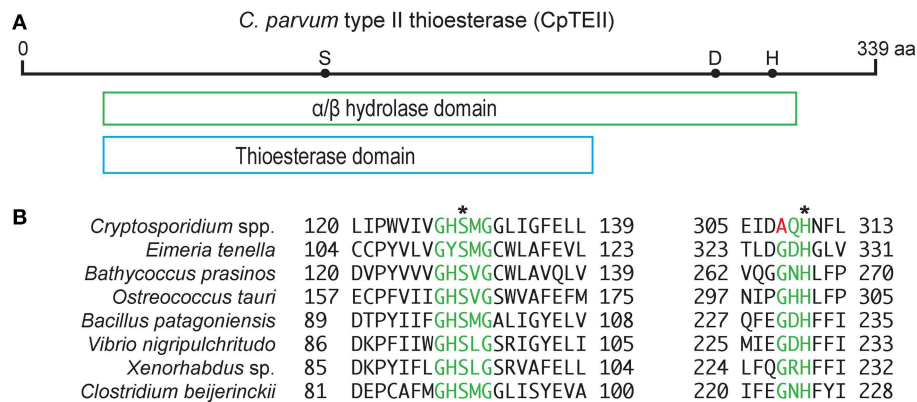 A
C. parvum type II thioesterase (CpTEII)
0 S D H 339 aa
α/β hydrolase domain
Thioesterase domain
B
* *
Cryptosporidium spp. 120 LIPWVIVGHSMGGLIGFELL 139 305 EIDAQHNFL 313
Eimeria tenella 104 CCPYVLVGYSMGCWLAFEVL 123 323 TLDGDHGLV 331
Bathycoccus prasinos 120 DVPYVVVGHSVGCWLAVQLV 139 262 VQGGNHLFP 270
Ostreococcus tauri 157 ECPFVIIGHSVGSWVAFEFM 175 297 NIPGHHLFP 305
Bacillus patagoniensis 89 DTPYIIFGHSMGALIGYELV 108 227 QFEGDHFFI 235
Vibrio nigripulchritudo 86 DKPFIIWGHSLGSRIGYELI 105 225 MIEGDHFFI 233
Xenorhabdus sp. 85 DKPYIFLGHSLGSRVAFELL 104 224 LFQGRHFFI 232
Clostridium beijerinckii 81 DEPCAFMGHSMGGLISYEVA 100 220 IFEGNHFYI 228